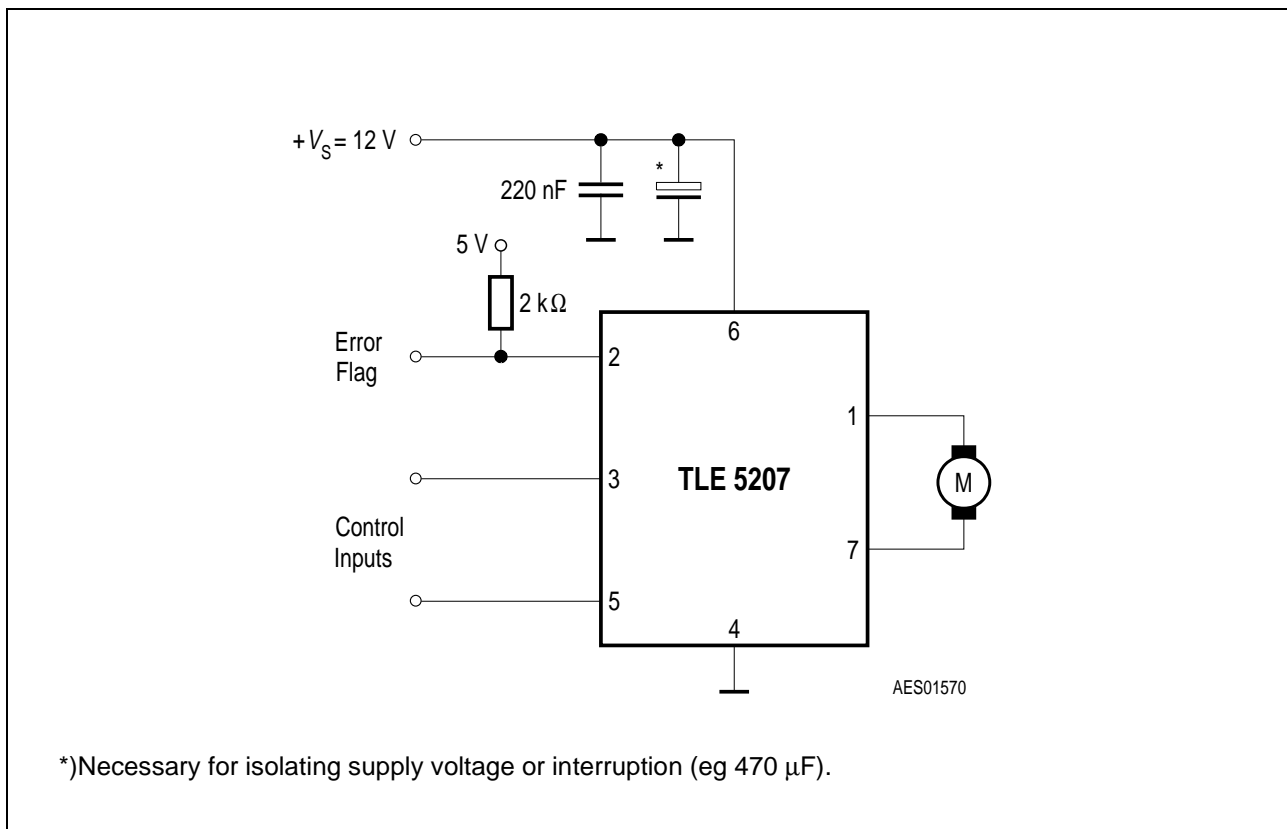 +V_S = 12 V
*
220 nF
5 V
2 kΩ
6
Error
Flag
2
1
3
TLE 5207
M
Control
Inputs
7
5
4
AES01570
*)Necessary for isolating supply voltage or interruption (eg 470 µF).